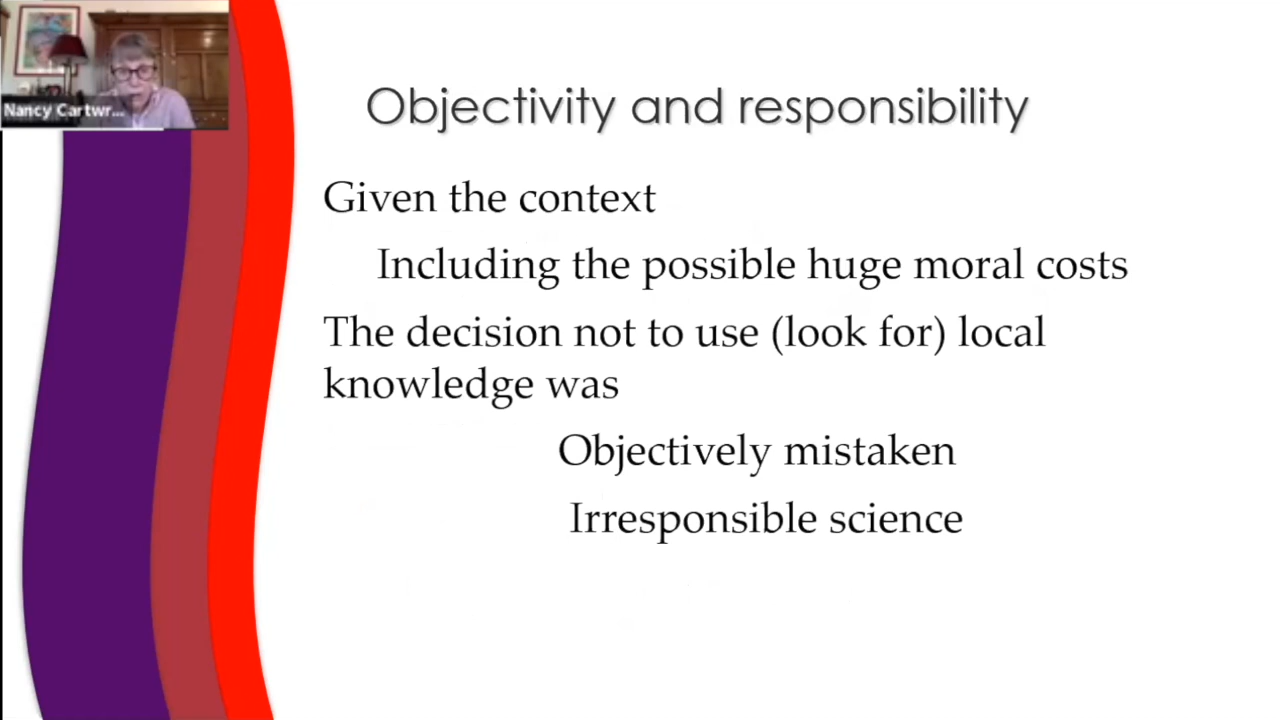 Nancy Cartwr...
Objectivity and responsibility
Given the context
Including the possible huge moral costs
The decision not to use (look for) local
knowledge was
Objectively mistaken
Irresponsible science